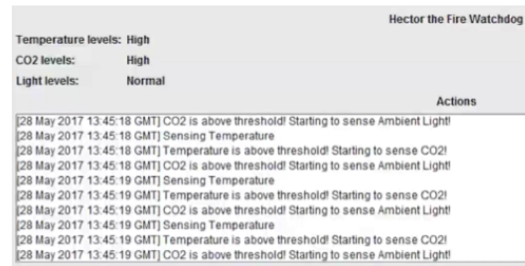 Hector the Fire Watchdog
Temperature levels: High
CO2 levels: High
Light levels: Normal
Actions
[28 May 2017 13:45:18 GMT] CO2 is above threshold! Starting to sense Ambient Light!
[28 May 2017 13:45:18 GMT] Sensing Temperature
[28 May 2017 13:45:18 GMT] Temperature is above threshold! Starting to sense CO2!
[28 May 2017 13:45:18 GMT] CO2 is above threshold! Starting to sense Ambient Light!
[28 May 2017 13:45:19 GMT] Sensing Temperature
[28 May 2017 13:45:19 GMT] Temperature is above threshold! Starting to sense CO2!
[28 May 2017 13:45:19 GMT] CO2 is above threshold! Starting to sense Ambient Light!
[28 May 2017 13:45:19 GMT] Sensing Temperature
[28 May 2017 13:45:19 GMT] Temperature is above threshold! Starting to sense CO2!
[28 May 2017 13:45:19 GMT] CO2 is above threshold! Starting to sense Ambient Light!